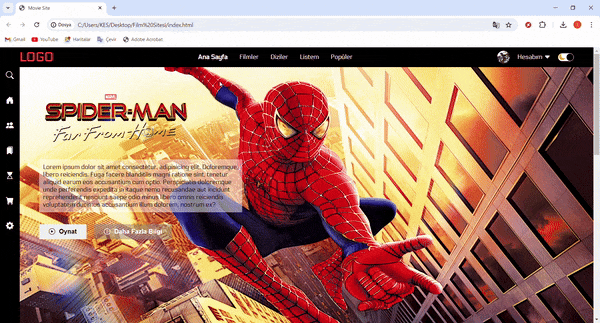 Movie Site
Dosya C:/Users/KES/Desktop/Film%20Sitesi/index.html
Gmail YouTube Haritalar Çeviri Adobe Acrobat
LOGO Ana Sayfa Filmler Diziler Listem Popüler Hesabım
MARVEL
SPIDER-MAN
Far From Home
Lorem ipsum dolor sit amet consectetur, adipisicing elit. Doloremque,
libero reiciendis. Fuga facere blanditiis magni ratione sint, tenetur
aliquid earum eos accusantium cum optio. Perspiciatis dolorem
unde perferendis expedita si itaque nemo recusandae aut incidunt
reprehenderit nesciunt saepe odio minus libero omnis reiciendis
voluptatibus ducimus accusantium illum dolorem, nostrum ex?
Oynat Daha Fazla Bilgi